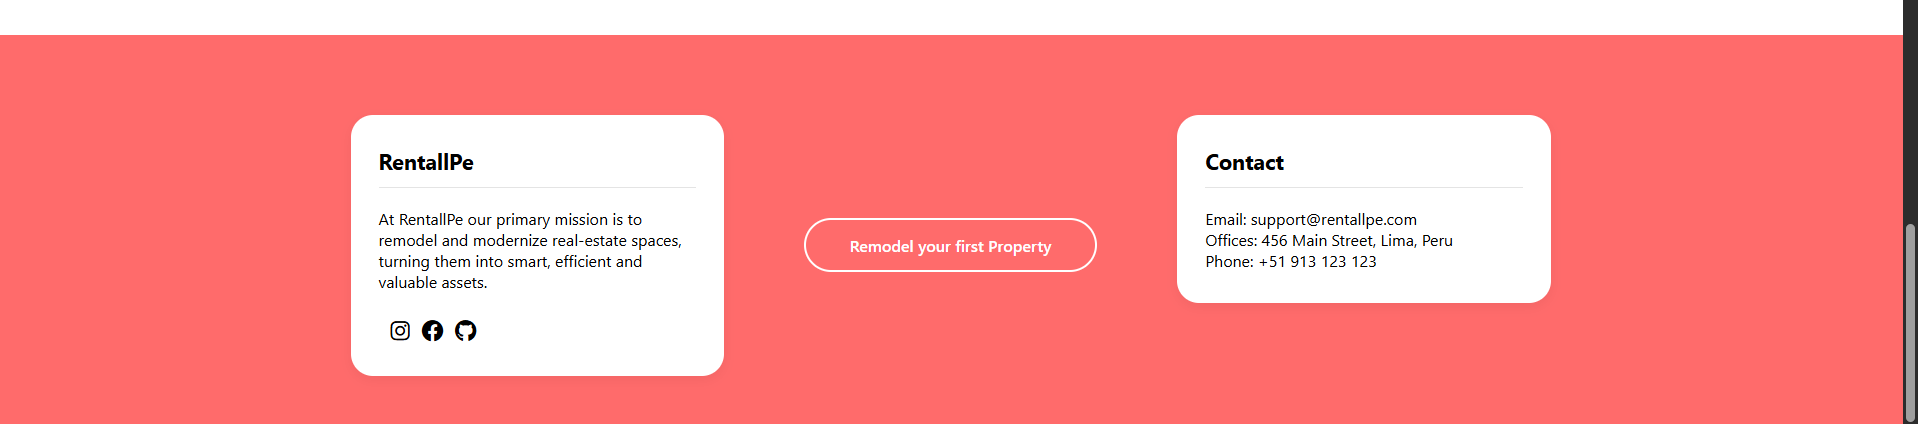 RentallPe
At RentallPe our primary mission is to
remodel and modernize real-estate spaces,
turning them into smart, efficient and
valuable assets.
Remodel your first Property
Contact
Email: support@rentallpe.com
Offices: 456 Main Street, Lima, Peru
Phone: +51 913 123 123